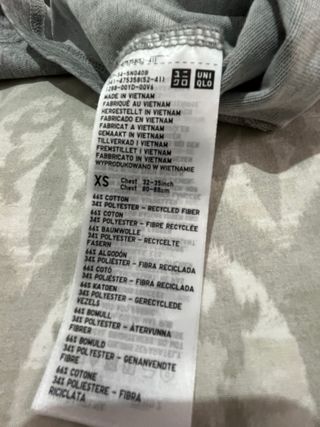 UNI
QLO
MADE IN VIETNAM
FABRIQUÉ AU VIETNAM
HERGESTELLT IN VIETNAM
FABRICADO EN VIETNAM
FABRICAT A VIETNAM
GEMAAKT IN VIETNAM
TILLVERKAD I VIETNAM
FREMSTILLET I VIETNAM
FABBRICATO IN VIETNAM
WYPRODUKOWANO W WIETNAMIE
XS Chest 32-35inch
Chest 80-88cm
66% COTTON
34% POLYESTER - RECYCLED FIBER
66% COTON
34% POLYESTER - FIBRE RECYCLÉE
66% BAUMWOLLE
34% POLYESTER - RECYCELTE
FASERN
66% ALGODÓN
34% POLIÉSTER - FIBRA RECICLADA
66% COTÓ
34% POLIÈSTER - FIBRA RECICLADA
66% KATOEN
34% POLYESTER - GERECYCLEDE
VEZELS
66% BOMULL
34% POLYESTER - ÅTERVUNNA
FIBRER
66% BOMULD
34% POLYESTER - GENANVENDTE
FIBRE
66% COTONE
34% POLIESTERE - FIBRA
RICICLATA